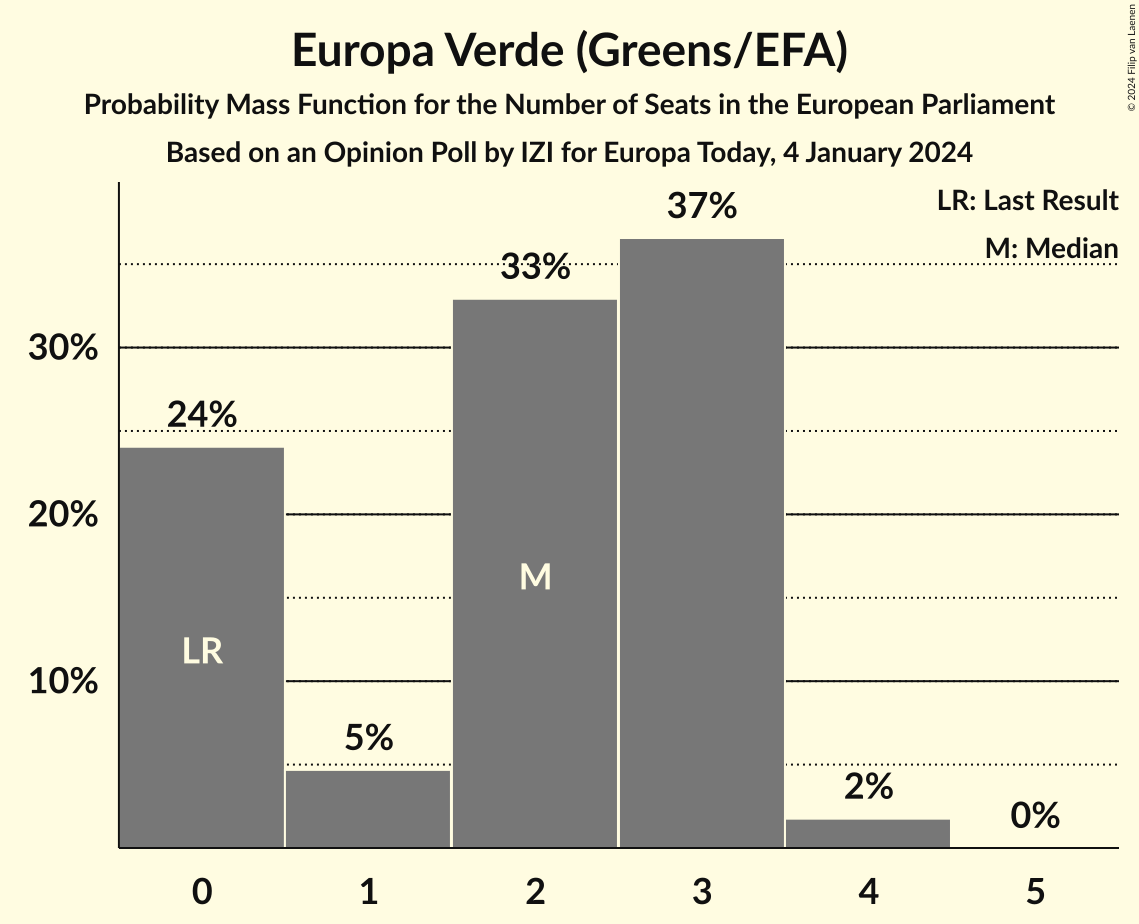 Europa Verde (Greens/EFA)
Probability Mass Function for the Number of Seats in the European Parliament
Based on an Opinion Poll by IZI for Europa Today, 4 January 2024
© 2024 Filip van Laenen
LR: Last Result
M: Median
37%
33%
30%
24%
20%
M
LR
10%
5%
2%
0%
0 1 2 3 4 5